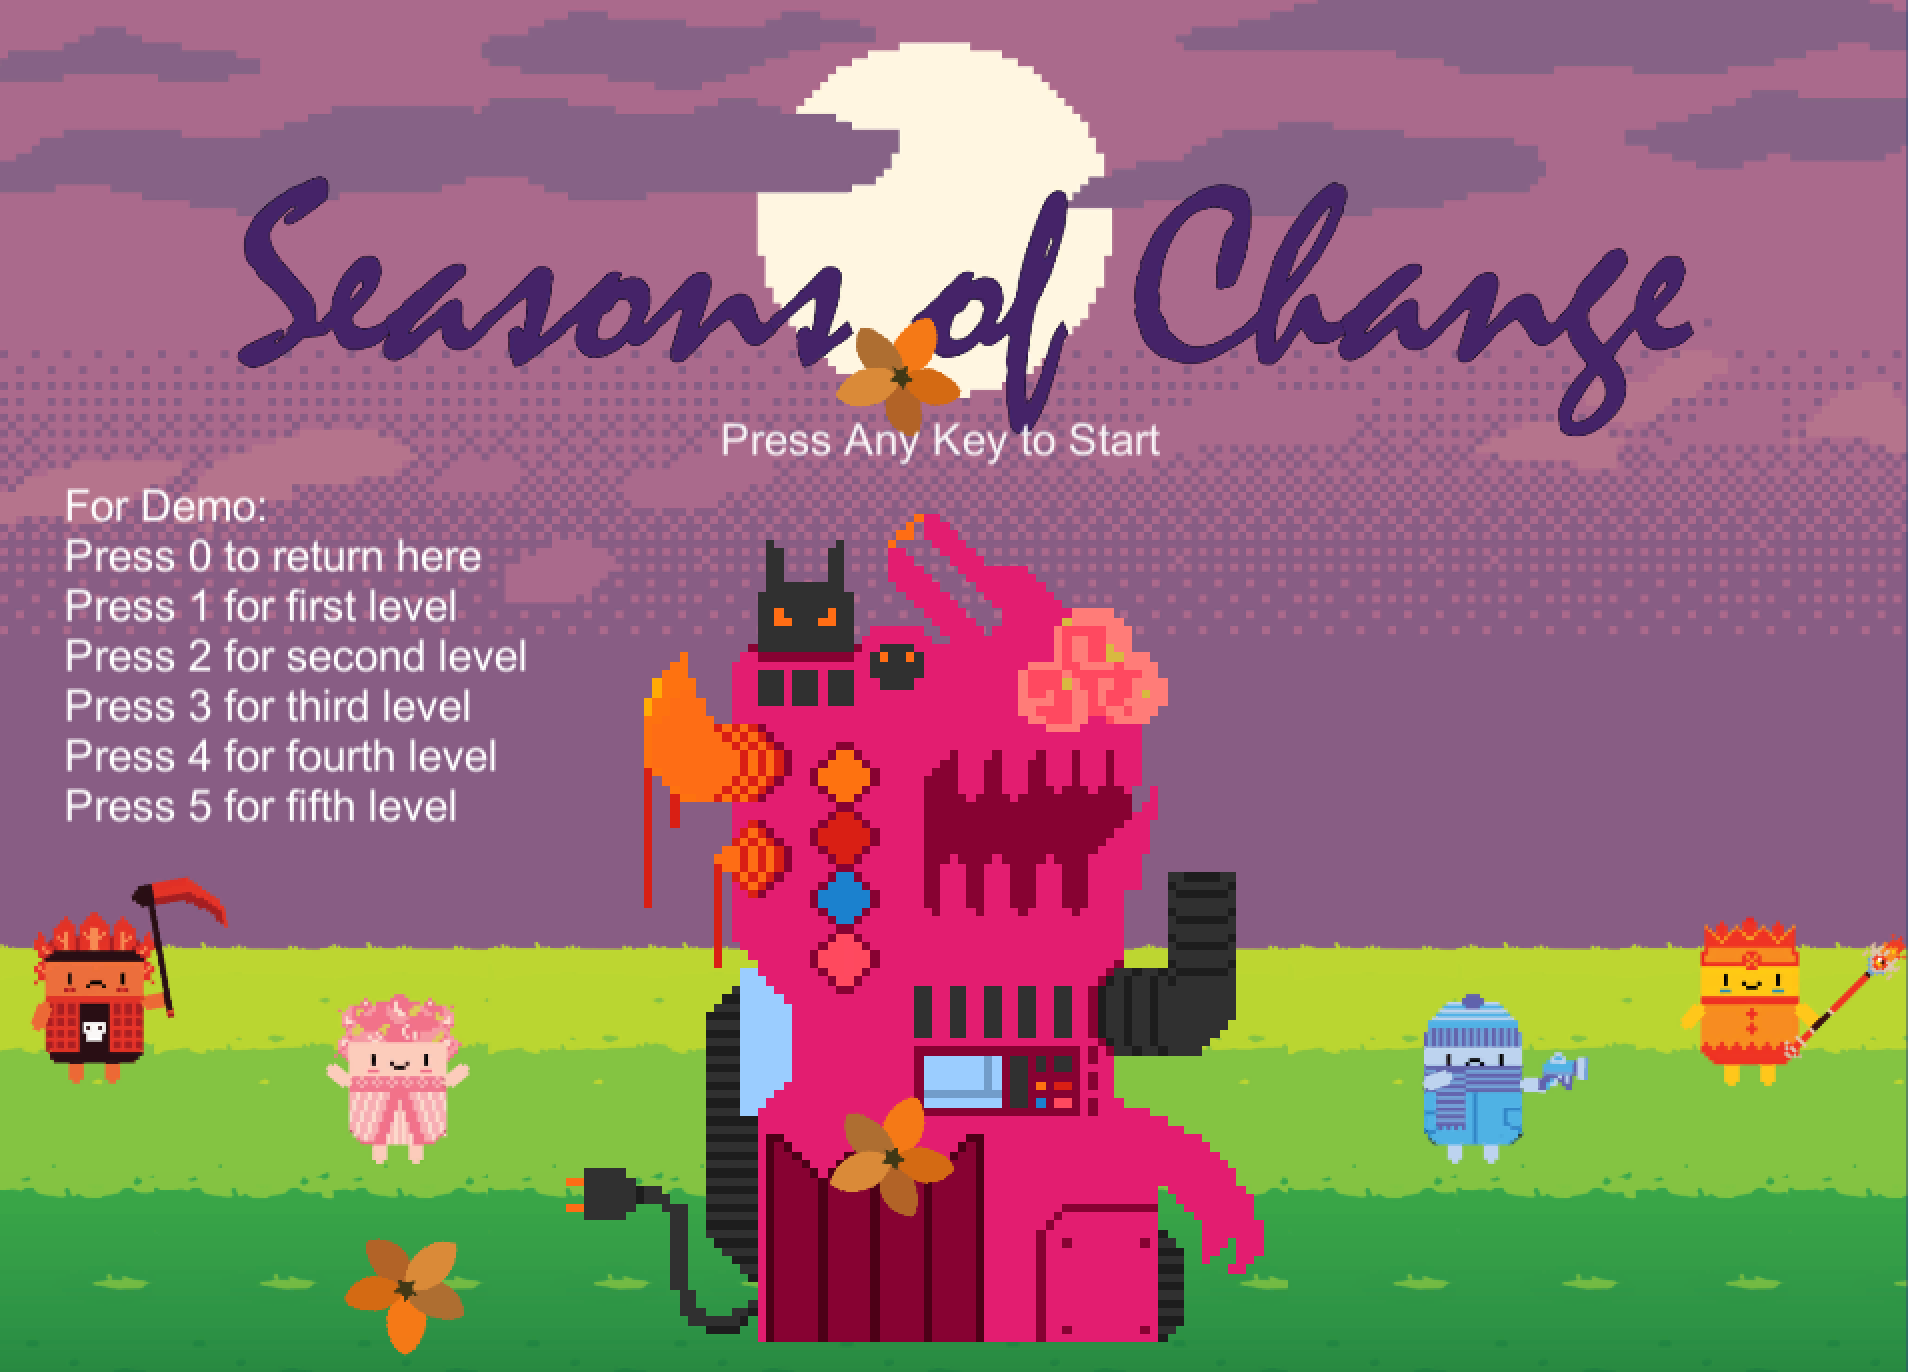 Seasons of Change
Press Any Key to Start
For Demo:
Press 0 to return here
Press 1 for first level
Press 2 for second level
Press 3 for third level
Press 4 for fourth level
Press 5 for fifth level